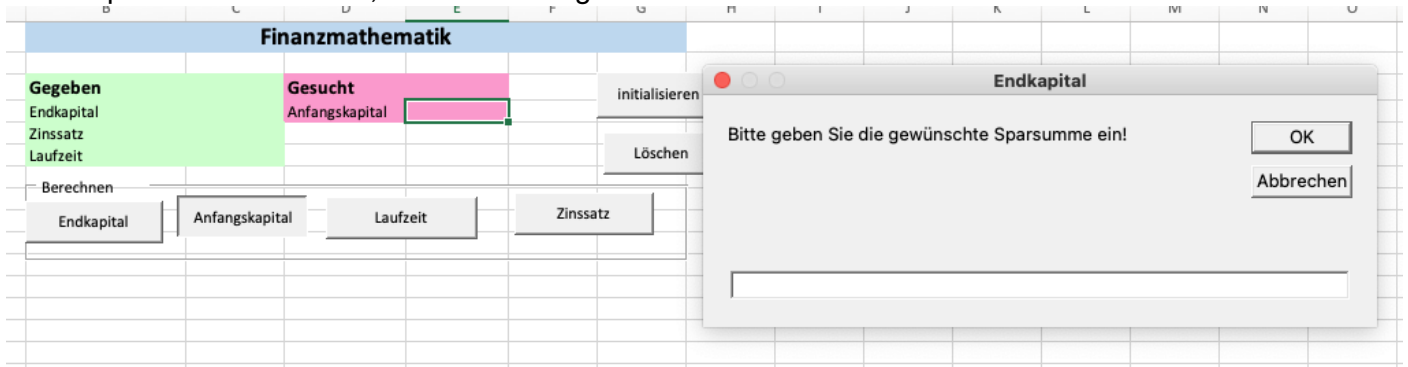 B C D E F G H I J K L M N O
Finanzmathematik
Gegeben Gesucht
Endkapital Anfangskapital
Zinssatz
Laufzeit
initialisieren
Löschen
Berechnen
Endkapital Anfangskapital Laufzeit Zinssatz
Endkapital
Bitte geben Sie die gewünschte Sparsumme ein!
OK
Abbrechen